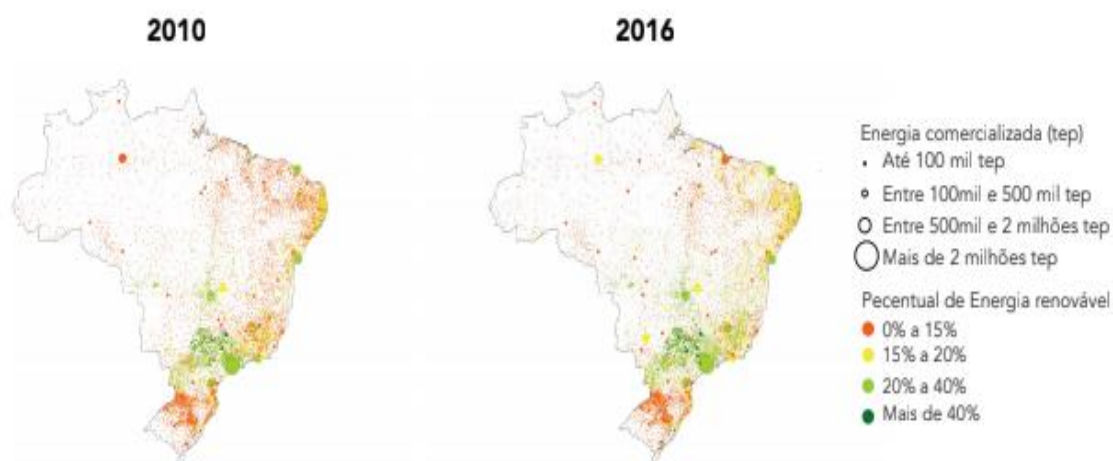 2010
2016
Energia comercializada (tep)
Até 100 mil tep
Entre 100mil e 500 mil tep
Entre 500mil e 2 milhões tep
Mais de 2 milhões tep
Pecentual de Energia renovável
0% a 15%
15% a 20%
20% a 40%
Mais de 40%